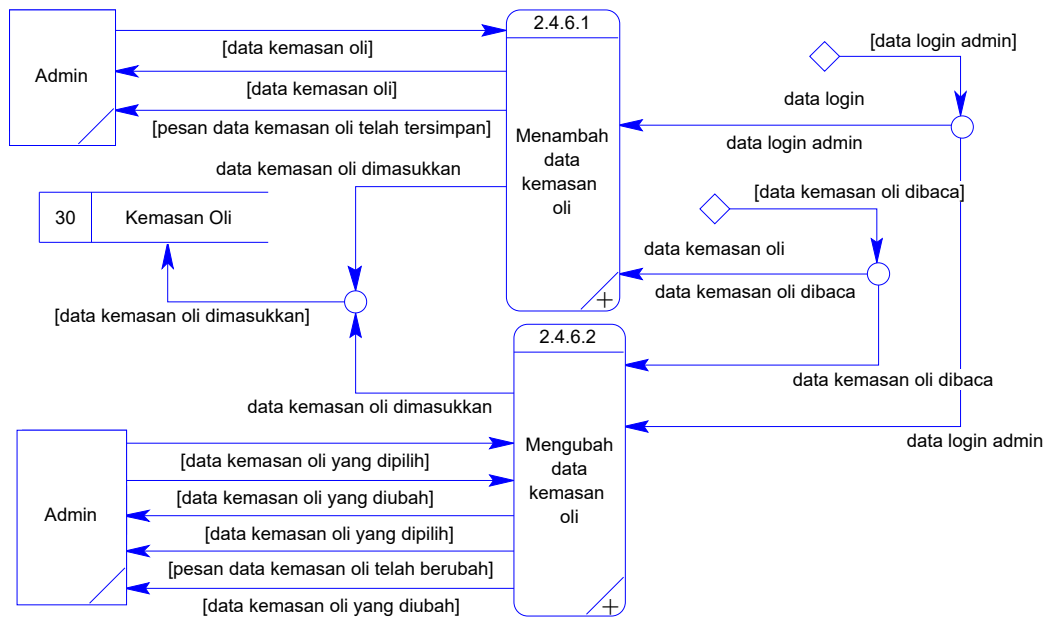 2.4.6.1
[data login admin]
[data kemasan oli]
Admin
[data kemasan oli]
data login
[pesan data kemasan oli telah tersimpan]
Menambah
data
kemasan
oli
data login admin
data kemasan oli dimasukkan
[data kemasan oli dibaca]
30
Kemasan Oli
data kemasan oli
data kemasan oli dibaca
[data kemasan oli dimasukkan]
2.4.6.2
data kemasan oli dibaca
data kemasan oli dimasukkan
data login admin
Mengubah
data
kemasan
oli
[data kemasan oli yang dipilih]
[data kemasan oli yang diubah]
Admin
[data kemasan oli yang dipilih]
[pesan data kemasan oli telah berubah]
[data kemasan oli yang diubah]